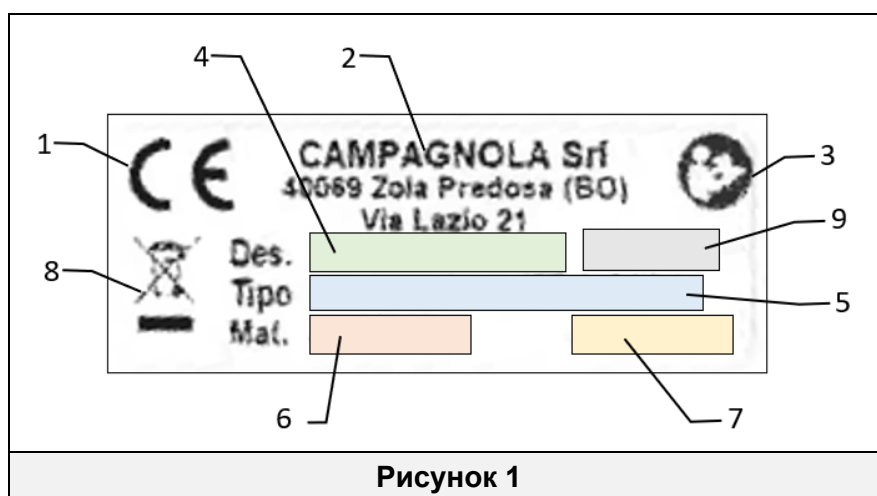 4
2
1
CE
CAMPAGNOLA Srl
3
40069 Zola Predosa (BO)
Via Lazio 21
9
8
Des.
Tipo
5
Mat.
6
7
Рисунок 1